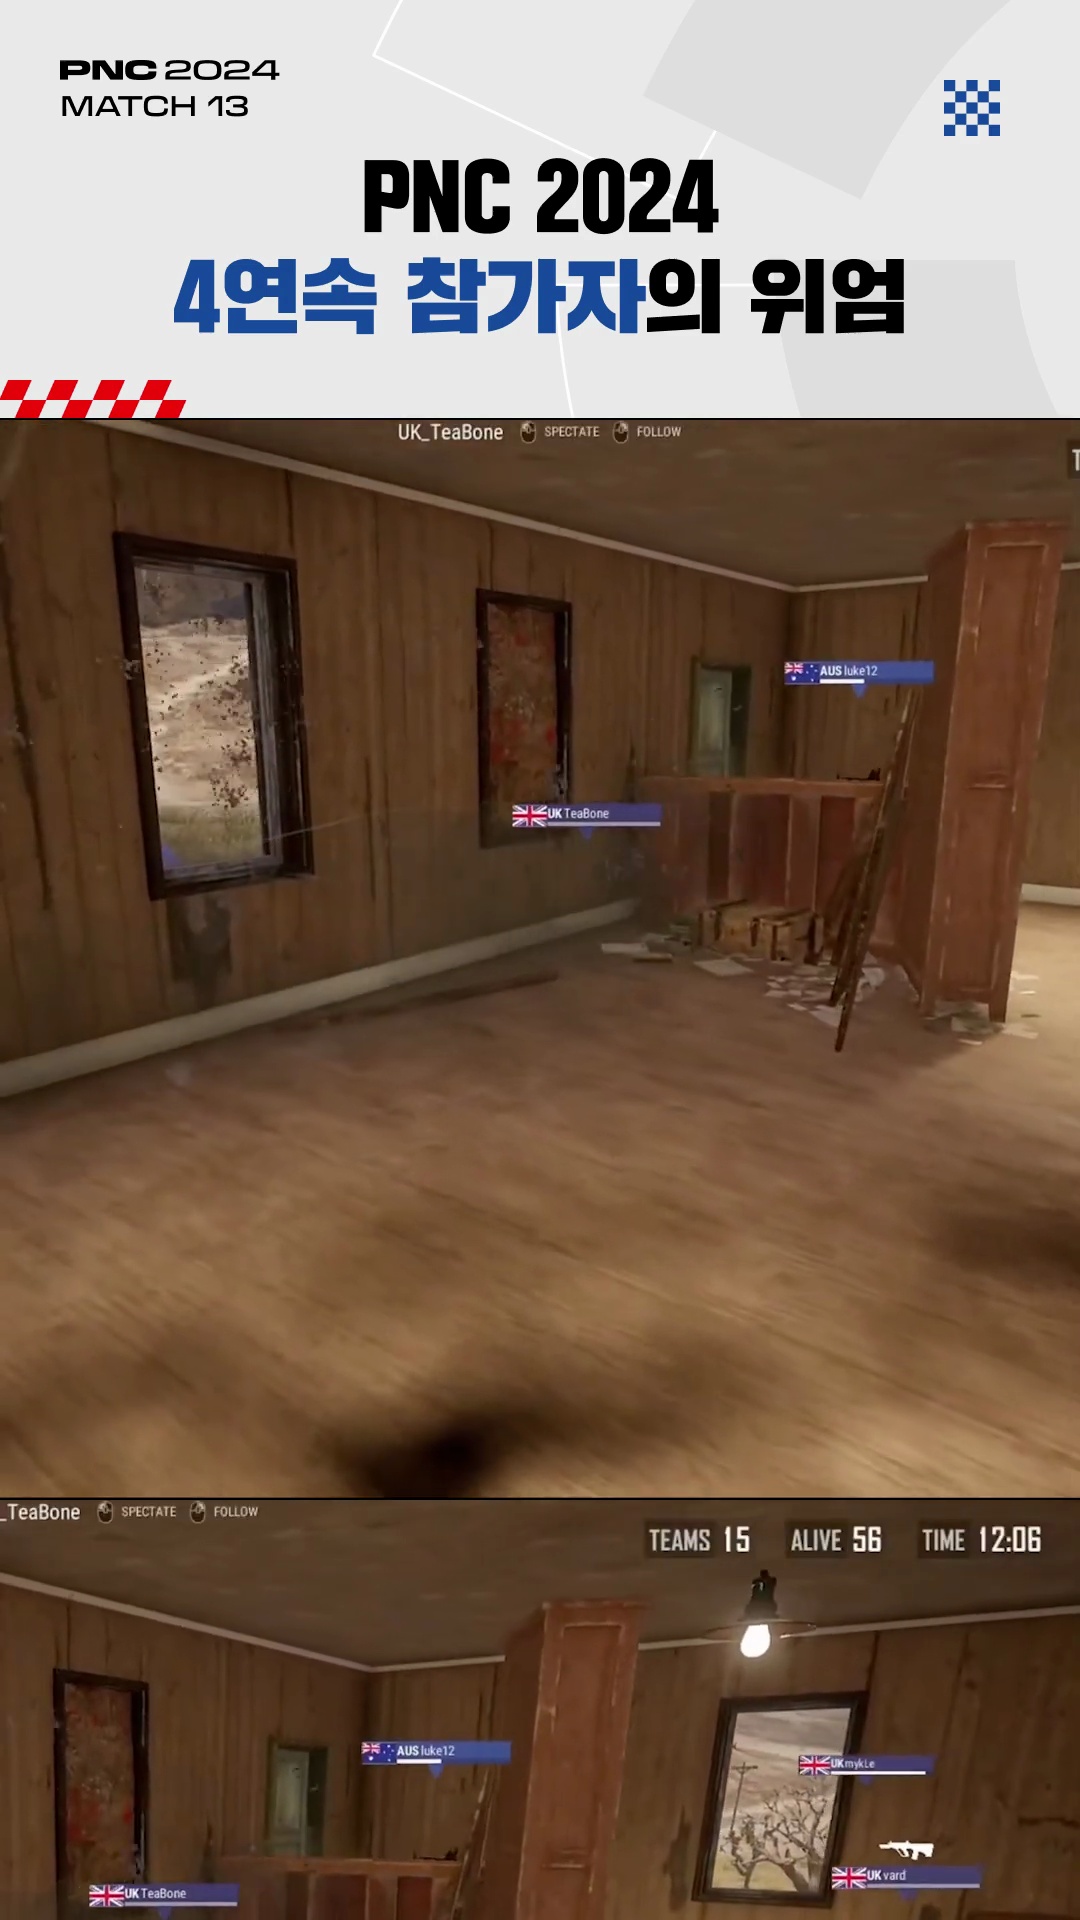 PNC 2024
MATCH 13
PNC 2024
4연속 참가자의 위엄
UK_TeaBone SPECTATE FOLLOW
AUS luke12
UK TeaBone
_TeaBone SPECTATE FOLLOW
TEAMS 15 ALIVE 56 TIME 12:06
AUS luke12
UK mykLe
UK vard
UK TeaBone